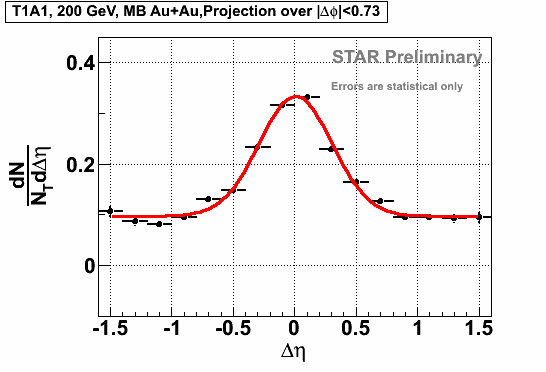 T1A1, 200 GeV, MB Au+Au,Projection over |Δϕ|<0.73
STAR Preliminary
Errors are statistical only
0.4
0.2
0
dN
N_T dΔη
-1.5 -1 -0.5 0 0.5 1 1.5
Δη